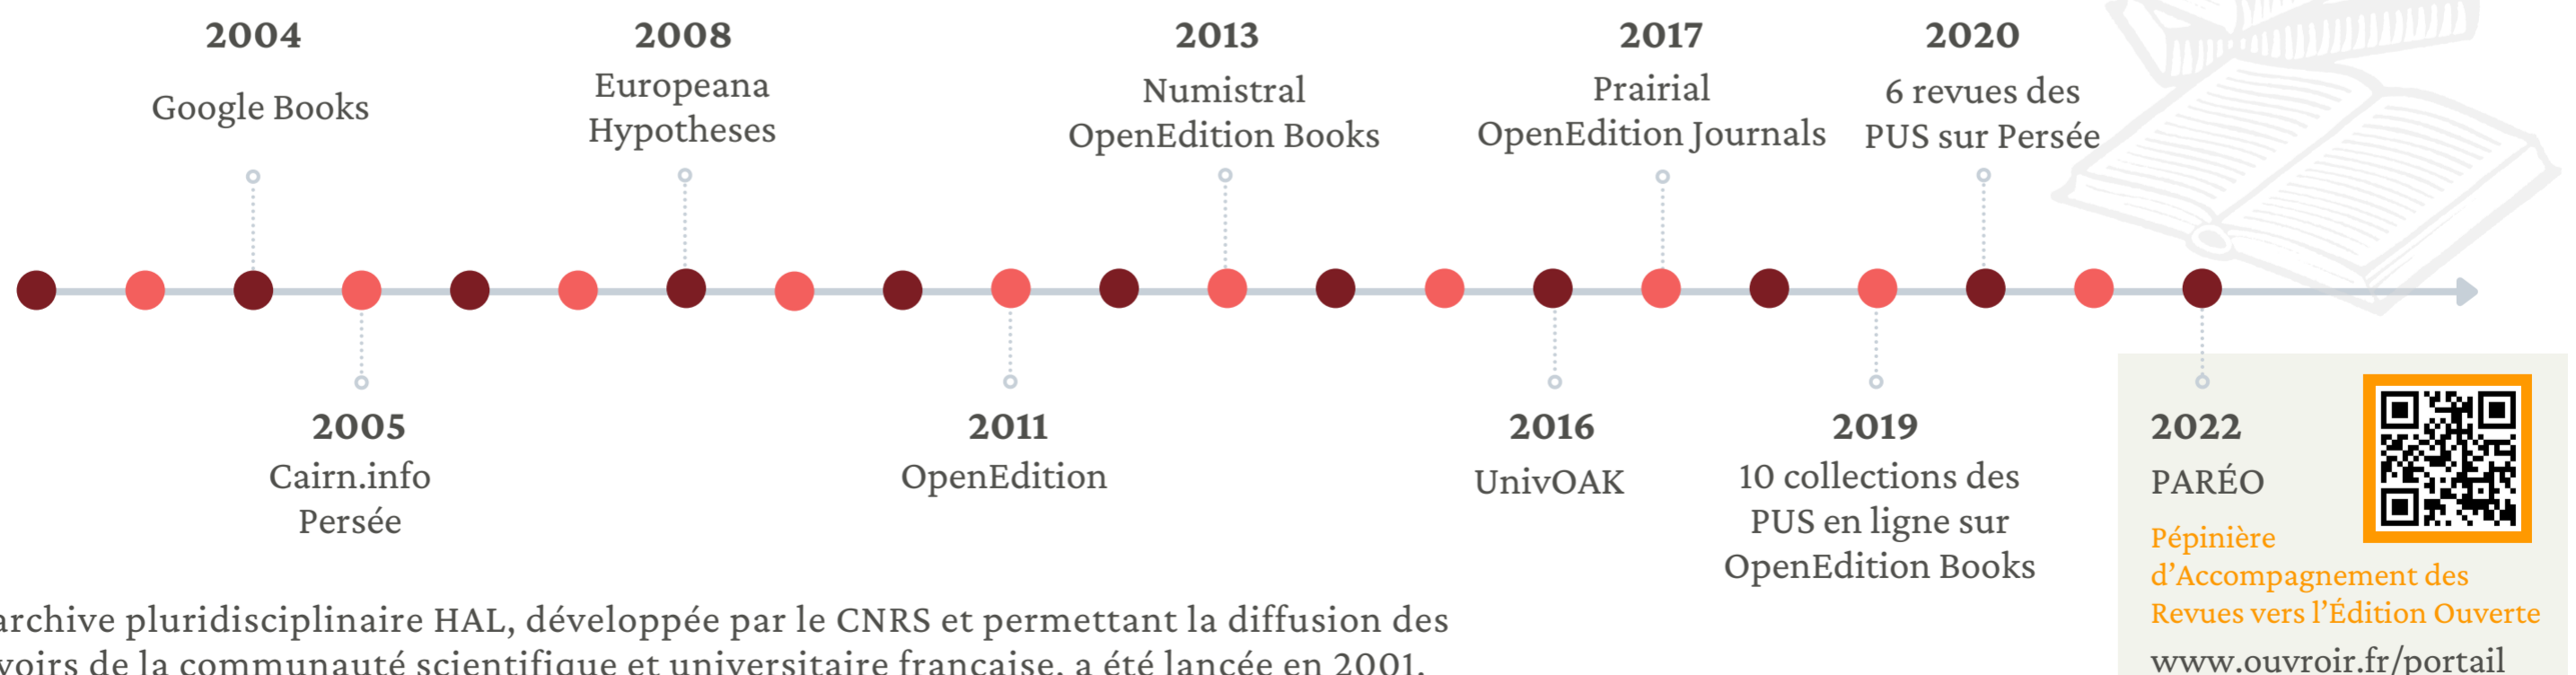 2004
Google Books
2008
Europeana
Hypotheses
2013
Numistral
OpenEdition Books
2017
Prairial
OpenEdition Journals
2020
6 revues des
PUS sur Persée
2005
Cairn.info
Persée
2011
OpenEdition
2016
UnivOAK
2019
10 collections des
PUS en ligne sur
OpenEdition Books
2022
PARÉO
Pépinière
d'Accompagnement des
Revues vers l'Édition Ouverte
www.ouvroir.fr/portail
archive pluridisciplinaire HAL, développée par le CNRS et permettant la diffusion des
voirs de la communauté scientifique et universitaire française, a été lancée en 2001.